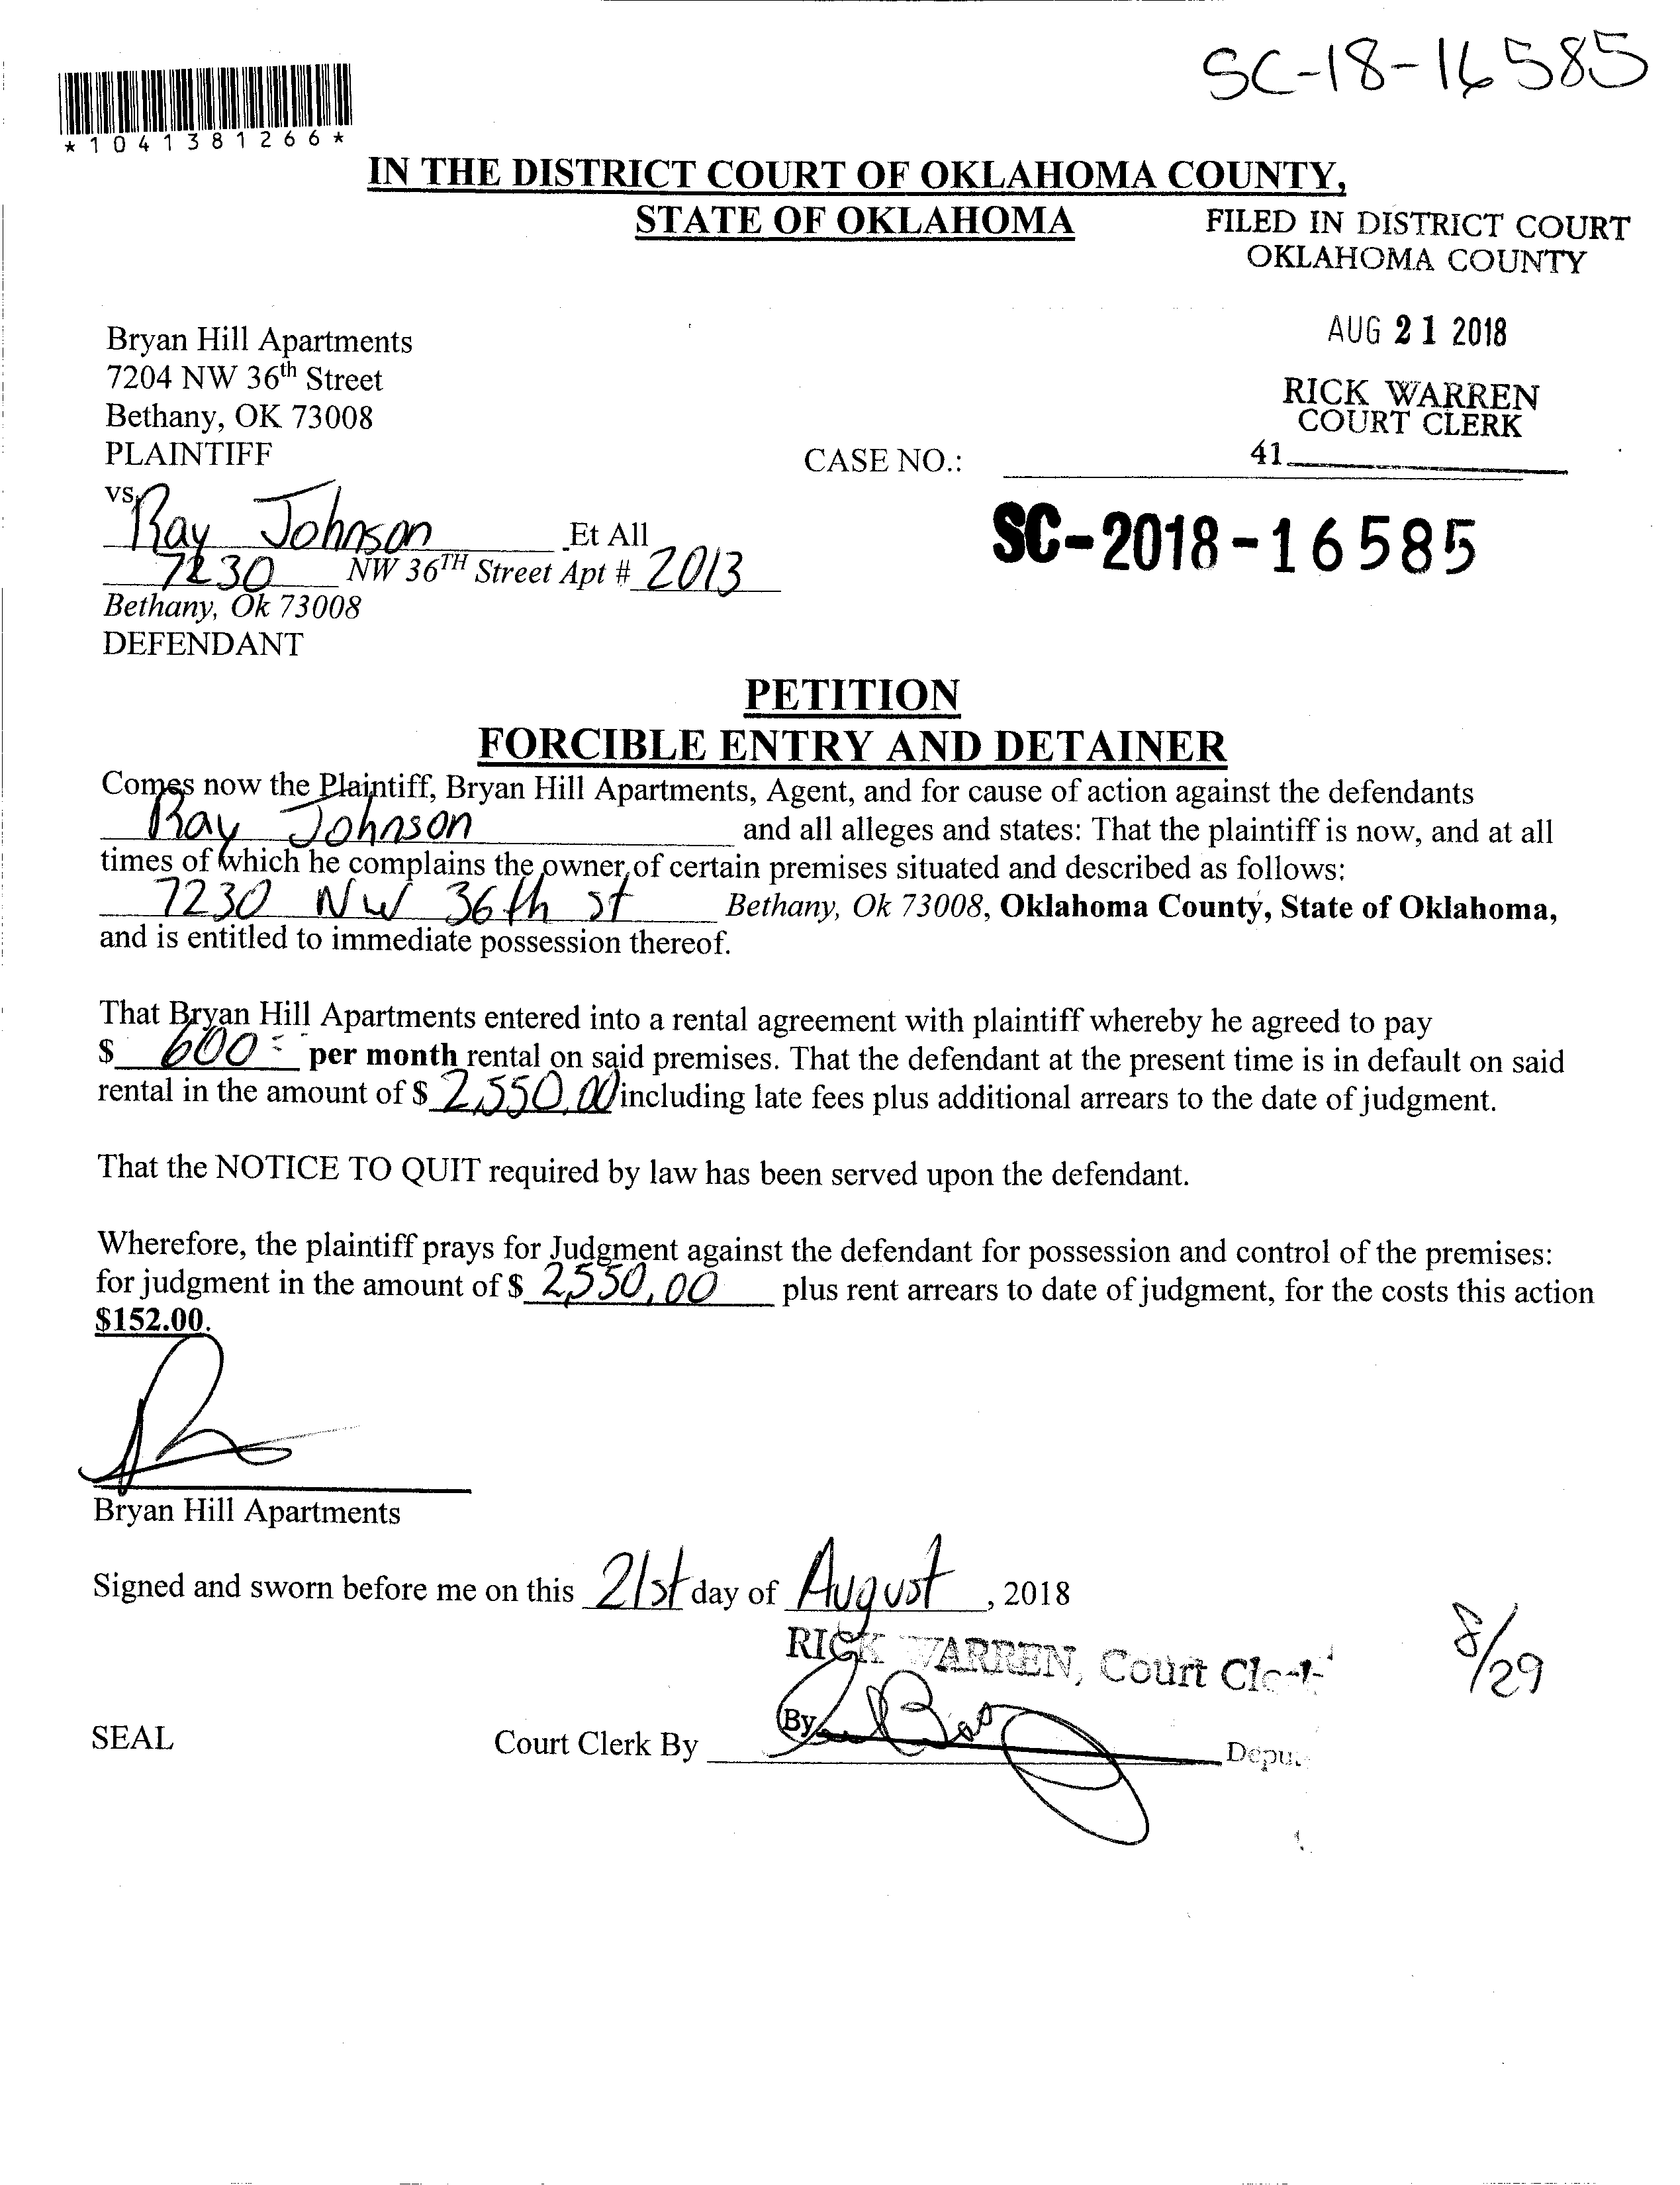 SC-18-16585
*1041381266*
IN THE DISTRICT COURT OF OKLAHOMA COUNTY,
STATE OF OKLAHOMA
FILED IN DISTRICT COURT
OKLAHOMA COUNTY
AUG 21 2018
RICK WARREN
COURT CLERK
41
Bryan Hill Apartments
7204 NW 36th Street
Bethany, OK 73008
PLAINTIFF
CASE NO.:
vs.
Ray Johnson Et All
SC-2018-16585
7230 NW 36TH Street Apt # 2013
Bethany, Ok 73008
DEFENDANT
PETITION
FORCIBLE ENTRY AND DETAINER
Comes now the Plaintiff, Bryan Hill Apartments, Agent, and for cause of action against the defendants
Ray Johnson and all alleges and states: That the plaintiff is now, and at all
times of which he complains the owner of certain premises situated and described as follows:
7230 NW 36th st Bethany, Ok 73008, Oklahoma County, State of Oklahoma,
and is entitled to immediate possession thereof.
That Bryan Hill Apartments entered into a rental agreement with plaintiff whereby he agreed to pay
$ 600 per month rental on said premises. That the defendant at the present time is in default on said
rental in the amount of $ 2,550.00 including late fees plus additional arrears to the date of judgment.
That the NOTICE TO QUIT required by law has been served upon the defendant.
Wherefore, the plaintiff prays for Judgment against the defendant for possession and control of the premises:
for judgment in the amount of $ 2,550.00 plus rent arrears to date of judgment, for the costs this action
$152.00.
Bryan Hill Apartments
Signed and sworn before me on this 21st day of August, 2018
RICK WARREN, Court Clerk
8/29
SEAL
Court Clerk By
By